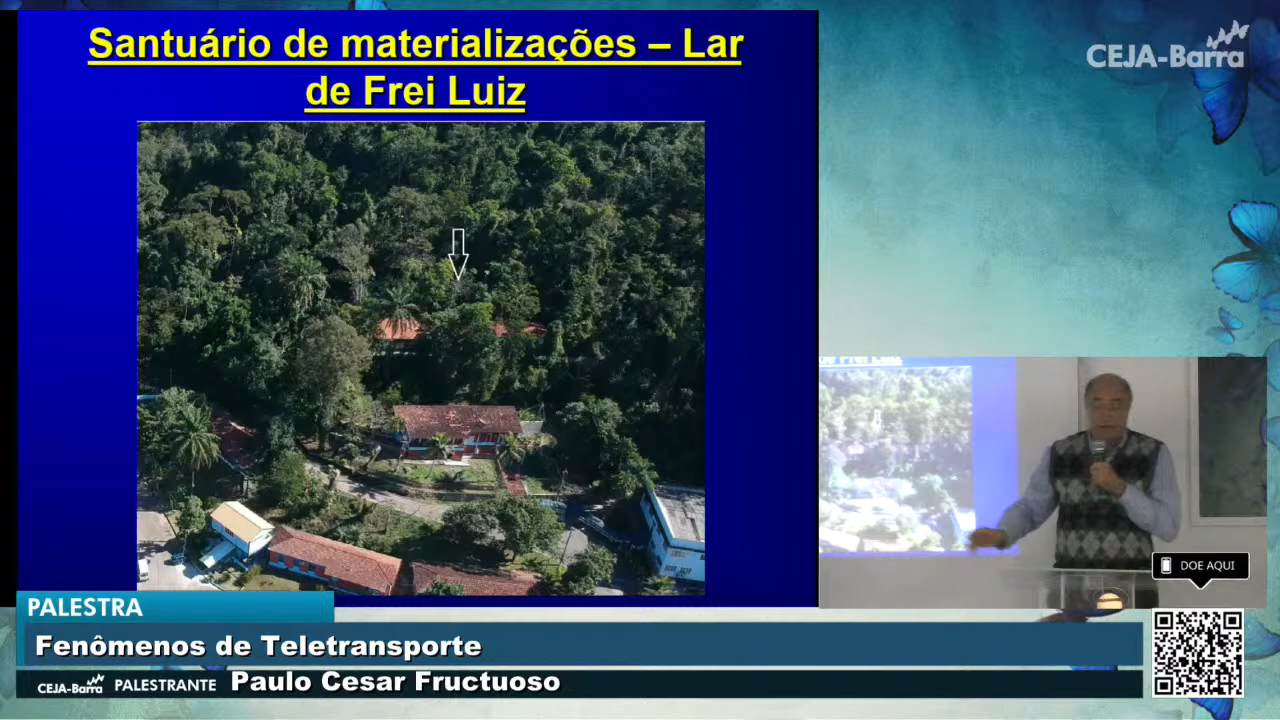 Santuário de materializações – Lar
de Frei Luiz
CEJA-Barra
DOE AQUI
PALESTRA
Fenômenos de Teletransporte
CEJA-Barra PALESTRANTE Paulo Cesar Fructuoso